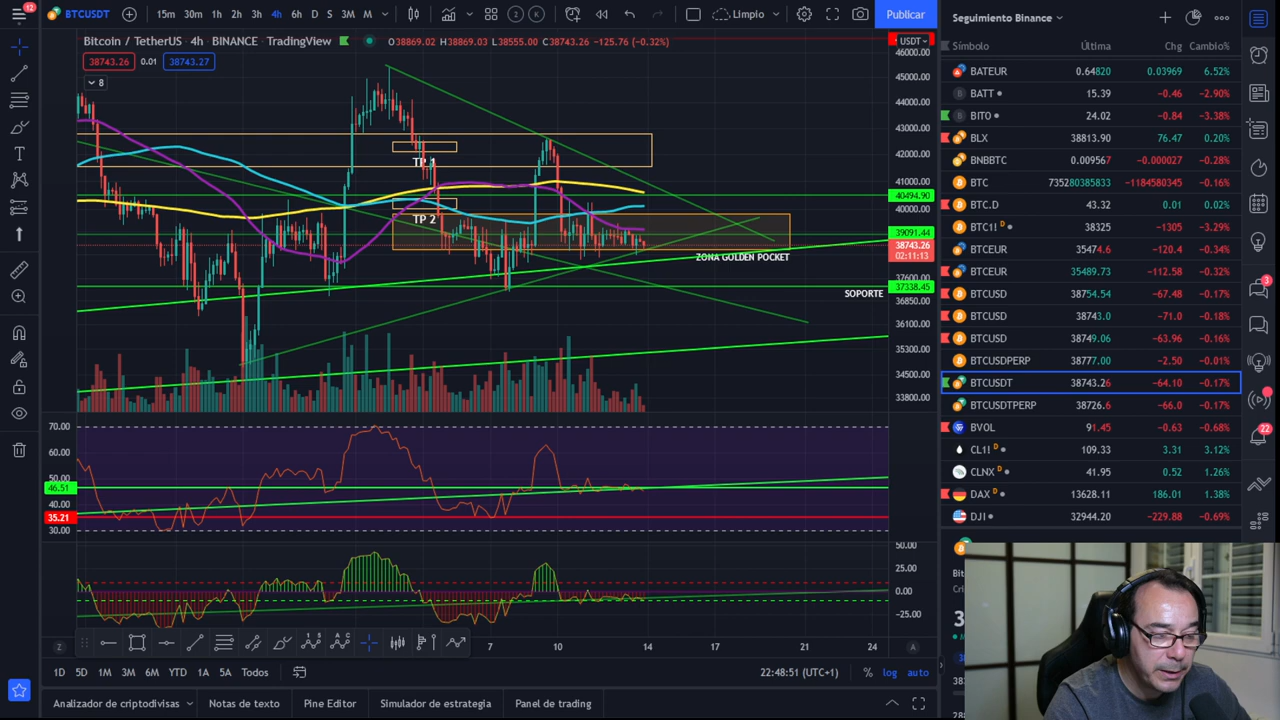 12
BTCUSDT
15m 30m 1h 2h 3h 4h 6h D S 3M M
2 K
Limpio
Publicar
Bitcoin / TetherUS · 4h · BINANCE · TradingView O38869.02 H38869.03 L38555.00 C38743.26 -125.76 (-0.32%)
38743.26 0.01 38743.27
8
USDT
46000.00
45000.00
44000.00
43000.00
42000.00
41000.00
40494.90
40000.00
39091.44
38743.26
02:11:13
37600.00
37338.45
36850.00
36100.00
35300.00
34500.00
33800.00
TP 1
TP 2
ZONA GOLDEN POCKET
SOPORTE
70.00
60.00
50.00
46.51
40.00
35.21
30.00
50.00
25.00
0.00
-25.00
Z 7 10 14 17 21 24 A
1D 5D 1M 3M 6M YTD 1A 5A Todos
22:48:51 (UTC+1) % log auto
Analizador de criptodivisas Notas de texto Pine Editor Simulador de estrategia Panel de trading
Seguimiento Binance
Símbolo Última Chg Cambio%
BATEUR 0.64820 0.03969 6.52%
BATT 15.39 -0.46 -2.90%
BITO 24.02 -0.84 -3.38%
BLX 38813.90 76.47 0.20%
BNBBTC 0.009567 -0.000027 -0.28%
BTC 735280385833 -1184580345 -0.16%
BTC.D 43.32 0.01 0.02%
BTC1! D 38325 -1305 -3.29%
BTCEUR 35474.6 -120.4 -0.34%
BTCEUR 35489.73 -112.58 -0.32%
BTCUSD 38754.54 -67.48 -0.17%
BTCUSD 38743.0 -71.0 -0.18%
BTCUSD 38749.06 -63.96 -0.16%
BTCUSDPERP 38777.00 -2.50 -0.01%
BTCUSDT 38743.26 -64.10 -0.17%
BTCUSDTPERP 38726.6 -66.0 -0.17%
BVOL 91.45 -0.63 -0.68%
CL1! D 109.33 3.31 3.12%
CLNX D 41.95 0.52 1.26%
DAX D 13628.11 186.01 1.38%
DJI 32944.20 -229.88 -0.69%
3
22